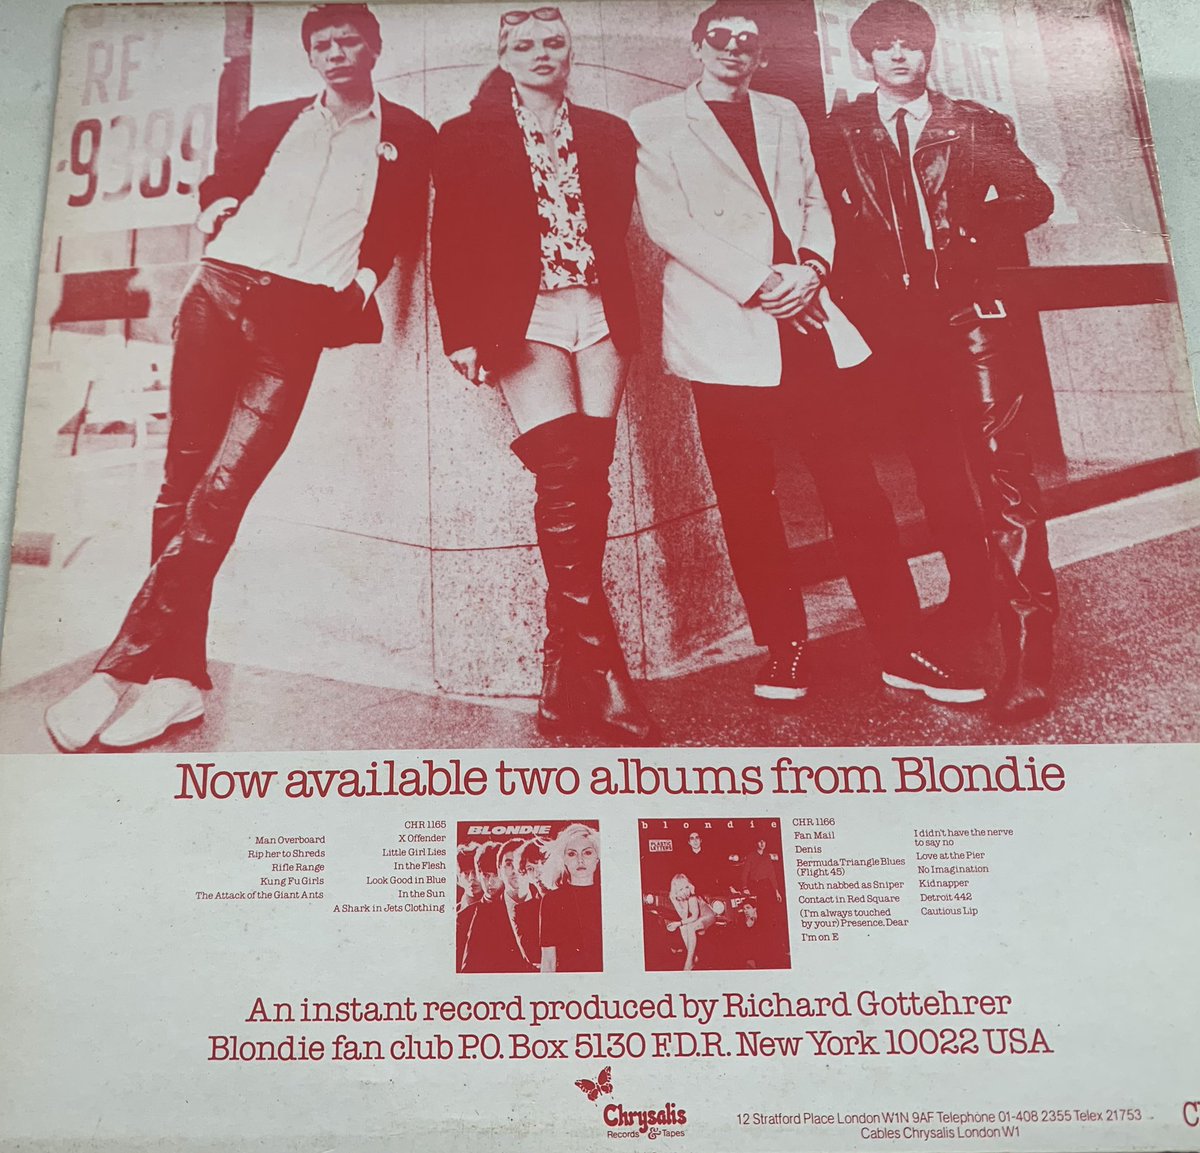 RE
9389
RENT
Now available two albums from Blondie
Man Overboard
Rip her to Shreds
Rifle Range
Kung Fu Girls
The Attack of the Giant Ants
CHR 1165
X Offender
Little Girl Lies
In the Flesh
Look Good in Blue
In the Sun
A Shark in Jets Clothing
BLONDIE
blondie
PLASTIC
LETTERS
CHR 1166
Fan Mail
Denis
Bermuda Triangle Blues
(Flight 45)
Youth nabbed as Sniper
Contact in Red Square
(I'm always touched
by your) Presence, Dear
I'm on E
I didn't have the nerve
to say no
Love at the Pier
No Imagination
Kidnapper
Detroit 442
Cautious Lip
An instant record produced by Richard Gottehrer
Blondie fan club P.O. Box 5130 F.D.R. New York 10022 USA
Chrysalis
Records & Tapes
12 Stratford Place London W1N 9AF Telephone 01-408 2355 Telex 21753
Cables Chrysalis London W1